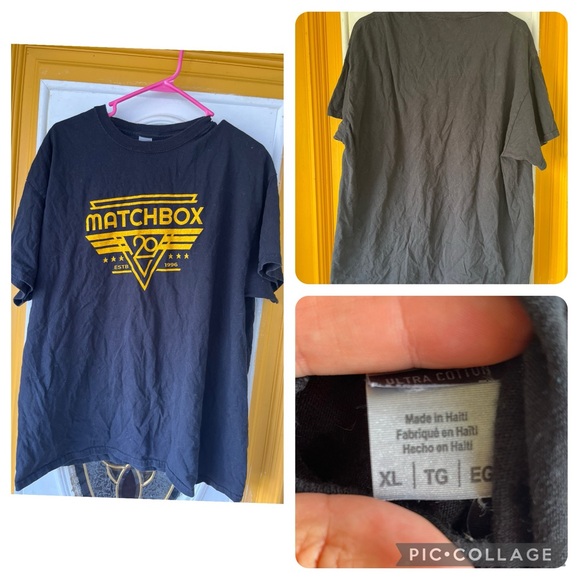 MATCHBOX
20
ESTB 1996
ULTRA COTTON
Made in Haiti
Fabriqué en Haïti
Hecho en Haití
XL | TG | EG
PIC•COLLAGE